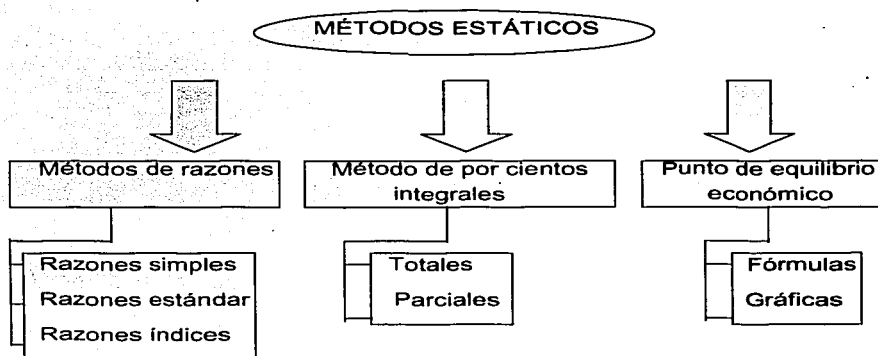 MÉTODOS ESTÁTICOS
Métodos de razones
Razones simples
Razones estándar
Razones índices
Método de por cientos
integrales
Totales
Parciales
Punto de equilibrio
económico
Fórmulas
Gráficas